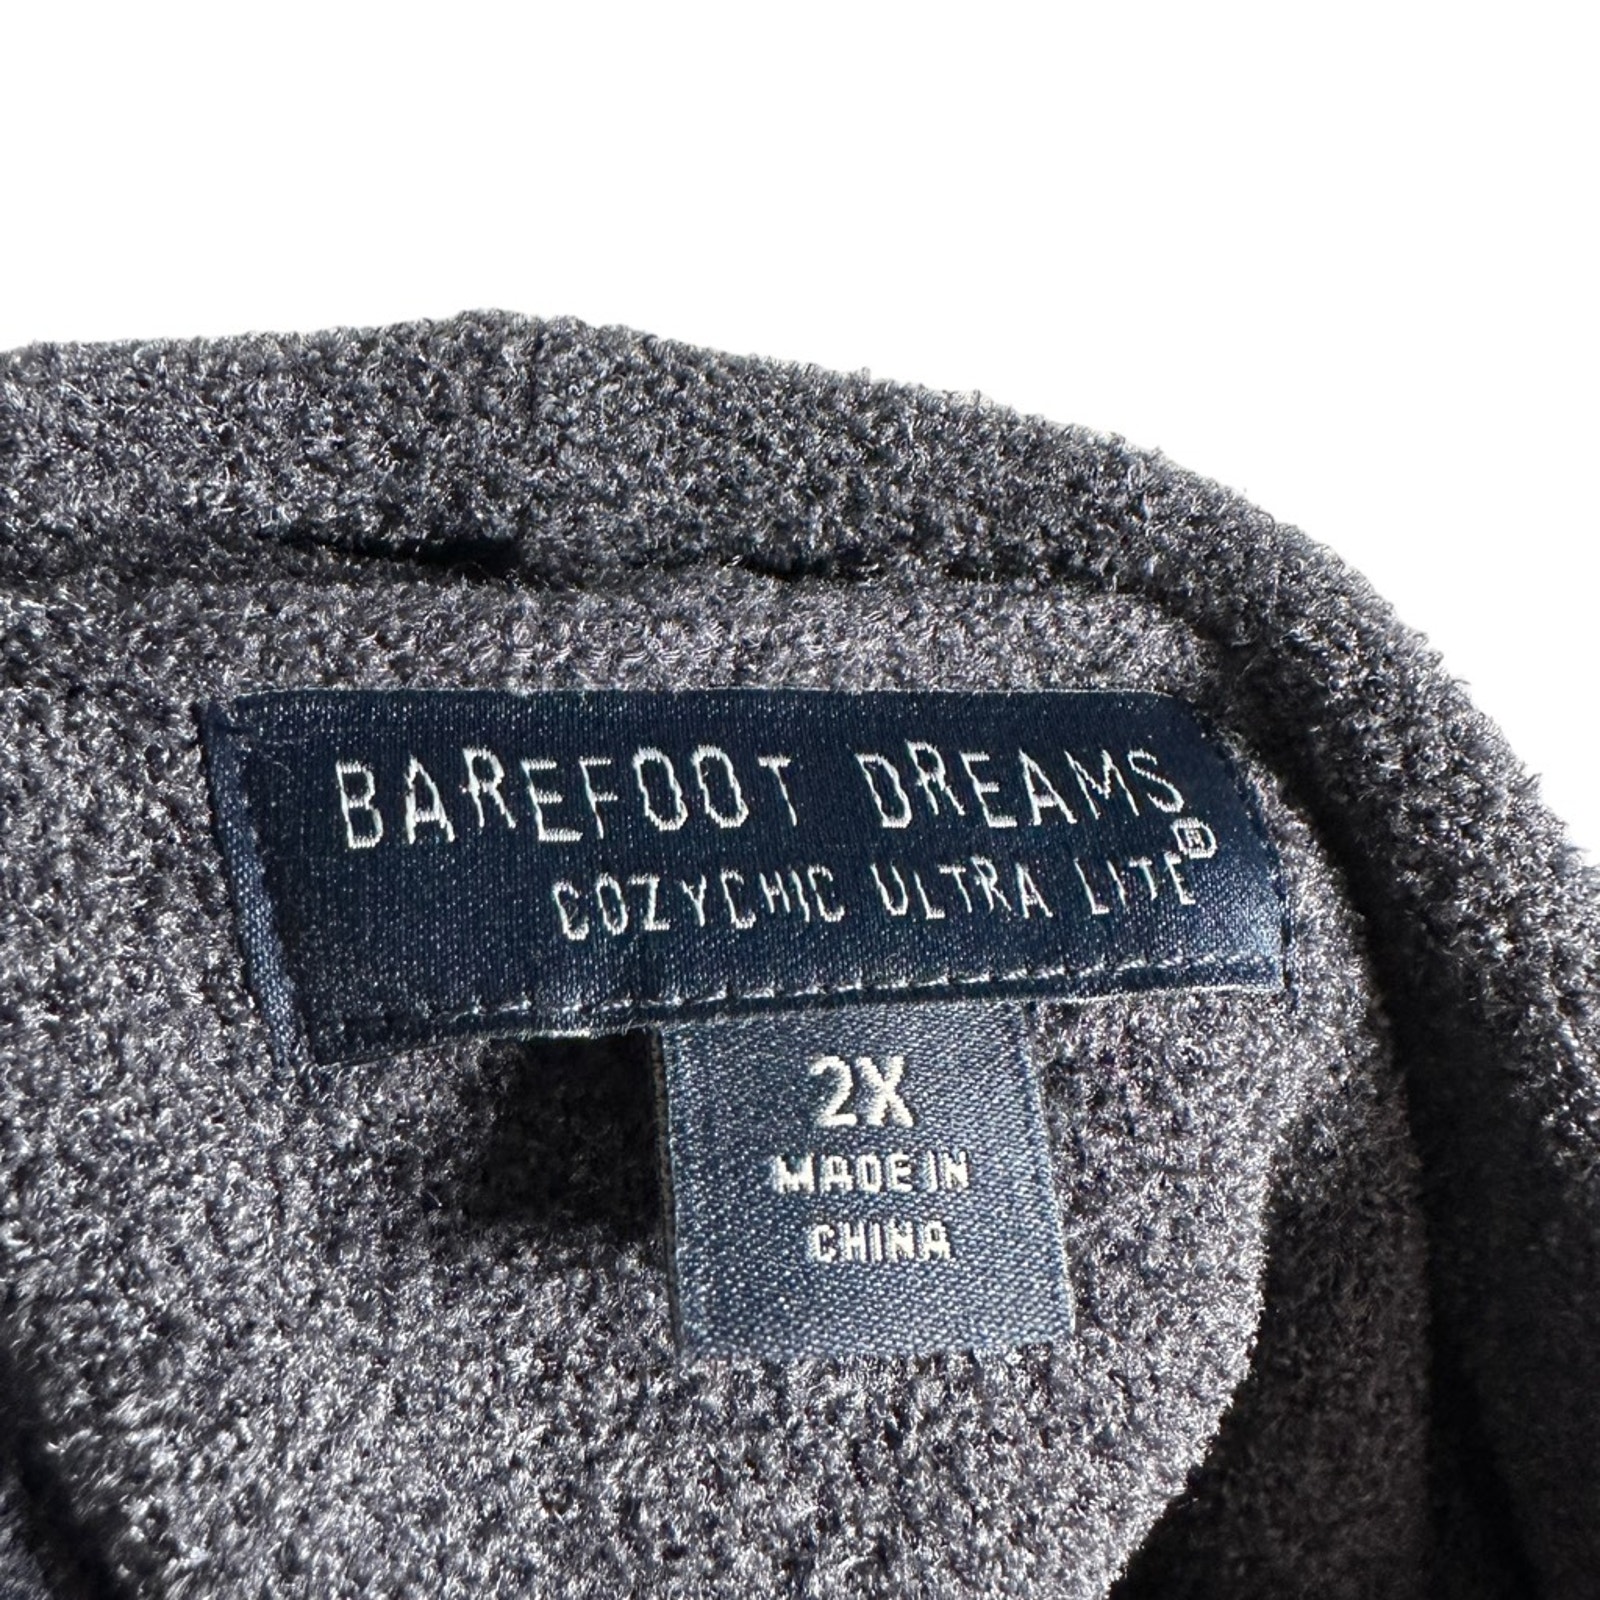 BAREFOOT DREAMS
COZYCHIC ULTRA LITE®
2X
MADE IN
CHINA